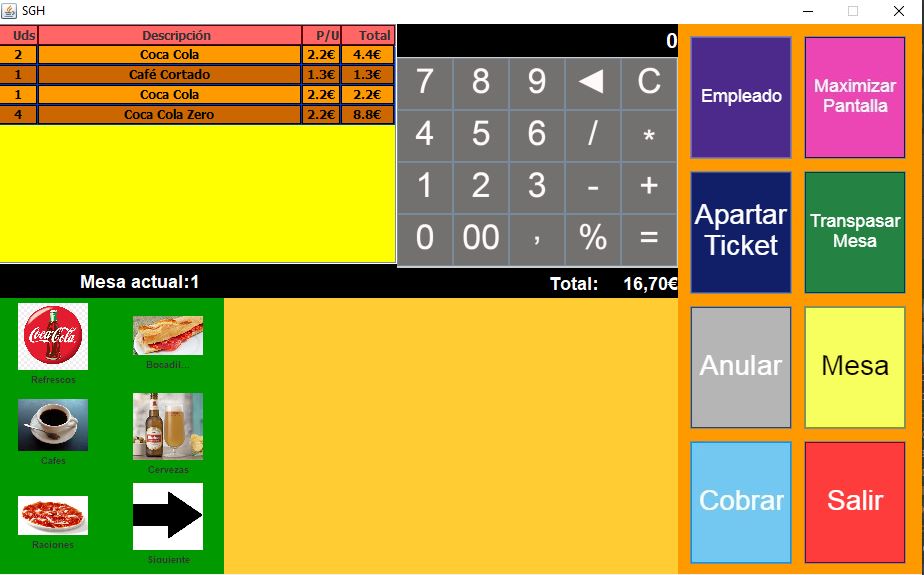 SGH
Uds Descripción P/U Total
2 Coca Cola 2.2€ 4.4€
1 Café Cortado 1.3€ 1.3€
1 Coca Cola 2.2€ 2.2€
4 Coca Cola Zero 2.2€ 8.8€
0
7 8 9 ◄ C
4 5 6 / *
1 2 3 - +
0 00 , % =
Mesa actual:1
Total: 16,70€
Coca-Cola
Refrescos
Bocadil...
Cafes
Cervezas
Raciones
Siguiente
Empleado
Maximizar
Pantalla
Apartar
Ticket
Transpasar
Mesa
Anular
Mesa
Cobrar
Salir